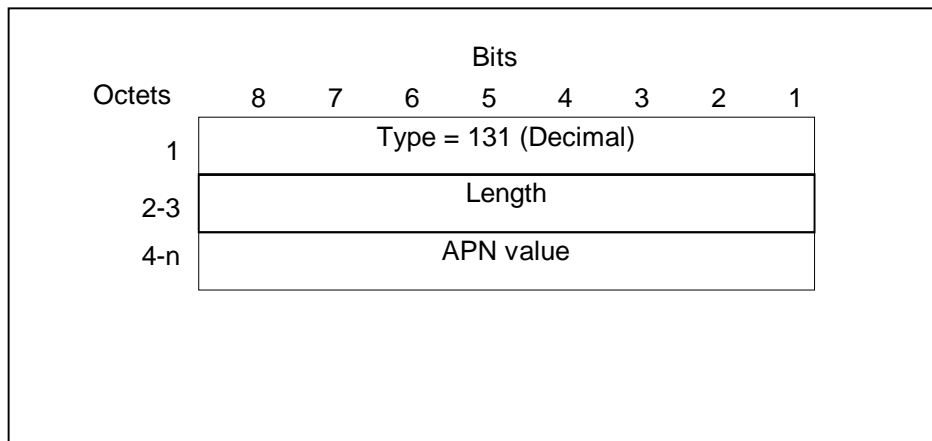 Bits
Octets 8 7 6 5 4 3 2 1
1 Type = 131 (Decimal)
2-3 Length
4-n APN value